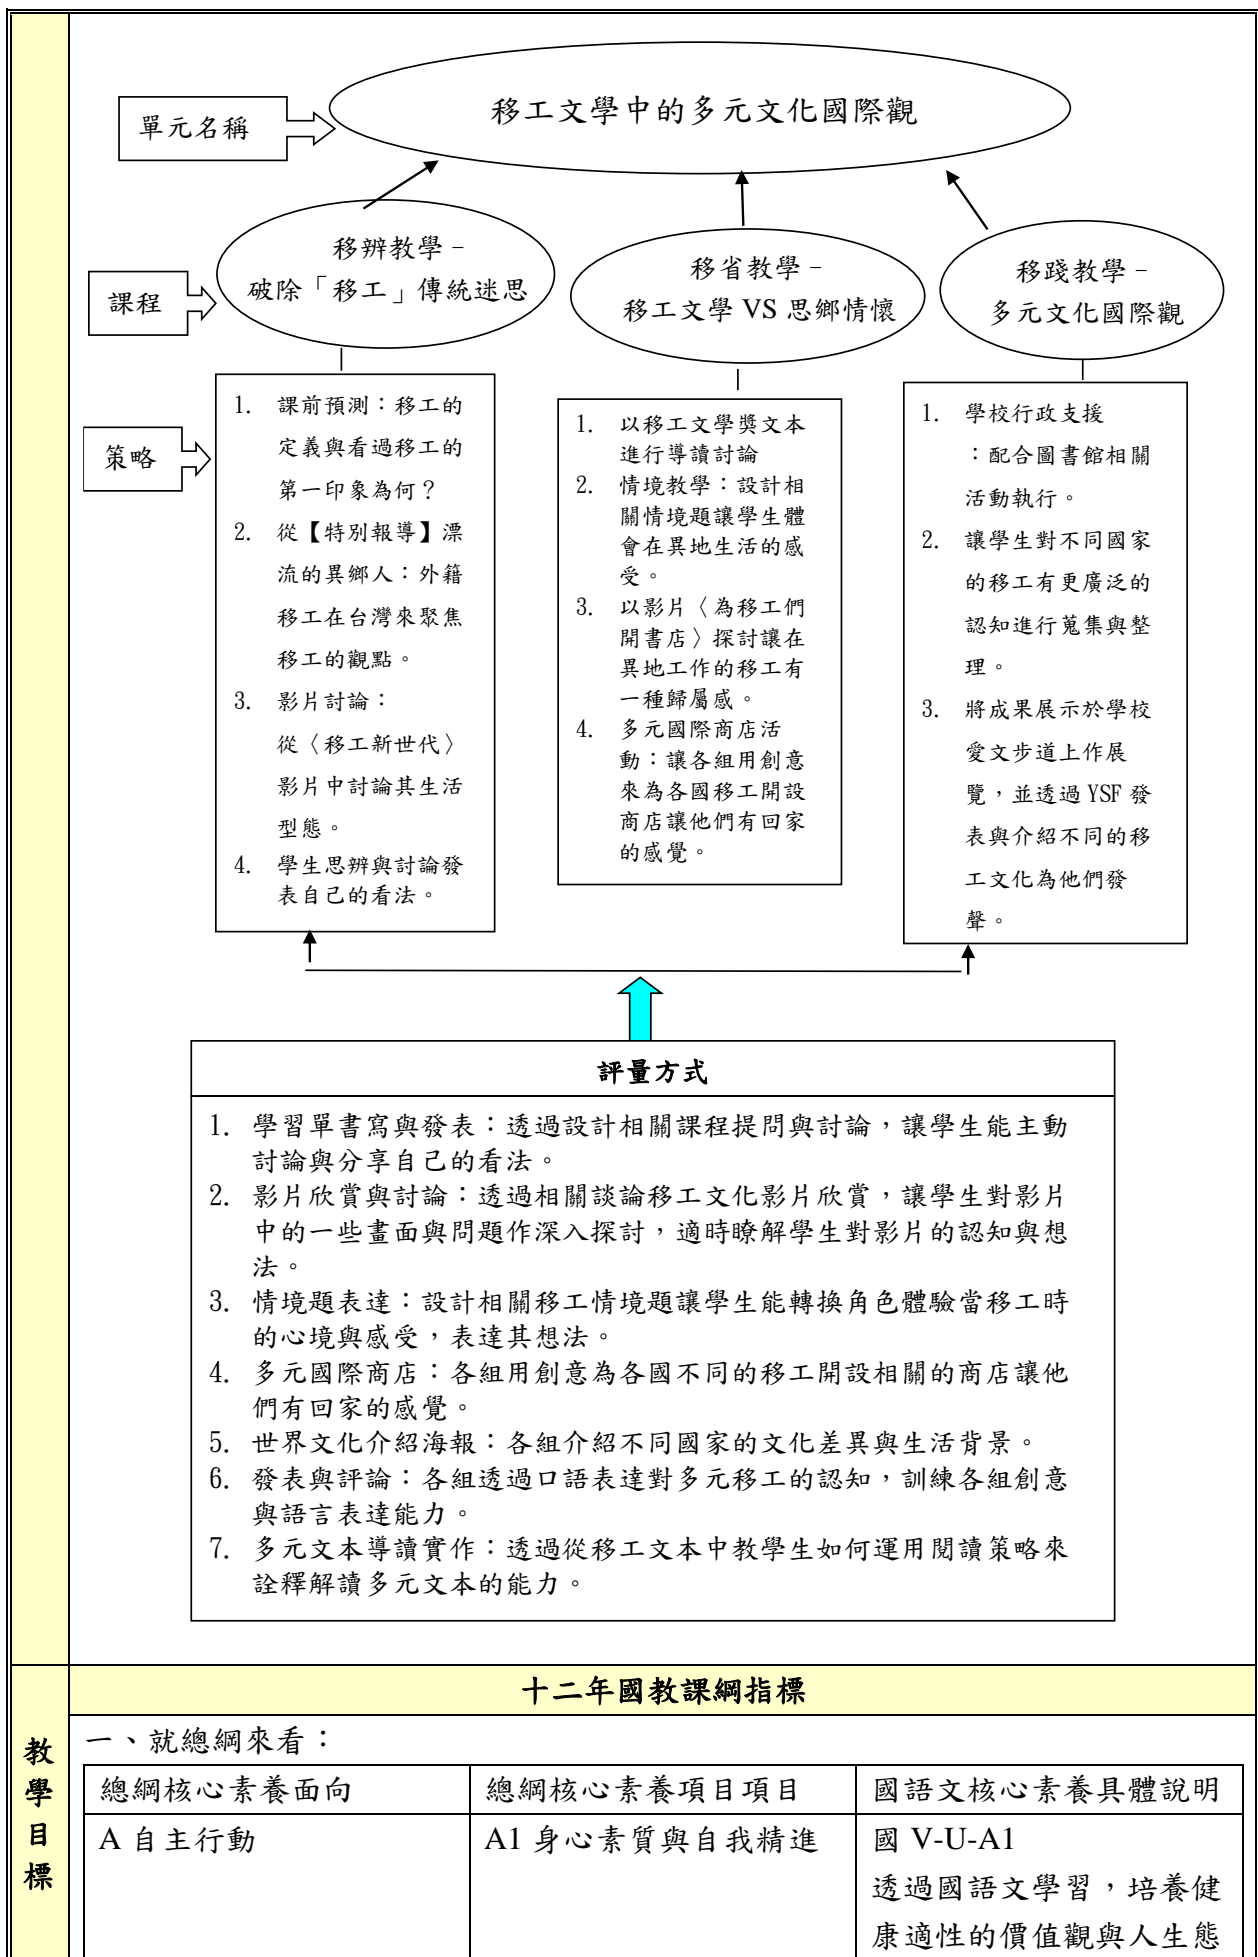 單元名稱
移工文學中的多元文化國際觀
課程
移辨教學–
破除「移工」傳統迷思
移省教學–
移工文學 VS 思鄉情懷
移踐教學–
多元文化國際觀
策略
1. 課前預測：移工的
定義與看過移工的
第一印象為何？
2. 從【特別報導】漂
流的異鄉人：外籍
移工在台灣來聚焦
移工的觀點。
3. 影片討論：
從〈移工新世代〉
影片中討論其生活
型態。
4. 學生思辨與討論發
表自己的看法。
1. 以移工文學獎文本
進行導讀討論
2. 情境教學：設計相
關情境題讓學生體
會在異地生活的感
受。
3. 以影片〈為移工們
開書店〉探討讓在
異地工作的移工有
一種歸屬感。
4. 多元國際商店活
動：讓各組用創意
來為各國移工開設
商店讓他們有回家
的感覺。
1. 學校行政支援
：配合圖書館相關
活動執行。
2. 讓學生對不同國家
的移工有更廣泛的
認知進行蒐集與整
理。
3. 將成果展示於學校
愛文步道上作展
覽，並透過 YSF 發
表與介紹不同的移
工文化為他們發
聲。
評量方式
1. 學習單書寫與發表：透過設計相關課程提問與討論，讓學生能主動
討論與分享自己的看法。
2. 影片欣賞與討論：透過相關談論移工文化影片欣賞，讓學生對影片
中的一些畫面與問題作深入探討，適時瞭解學生對影片的認知與想
法。
3. 情境題表達：設計相關移工情境題讓學生能轉換角色體驗當移工時
的心境與感受，表達其想法。
4. 多元國際商店：各組用創意為各國不同的移工開設相關的商店讓他
們有回家的感覺。
5. 世界文化介紹海報：各組介紹不同國家的文化差異與生活背景。
6. 發表與評論：各組透過口語表達對多元移工的認知，訓練各組創意
與語言表達能力。
7. 多元文本導讀實作：透過從移工文本中教學生如何運用閱讀策略來
詮釋解讀多元文本的能力。
教學目標
十二年國教課綱指標
一、就總綱來看：
總綱核心素養面向
總綱核心素養項目項目
國語文核心素養具體說明
A 自主行動
A1 身心素質與自我精進
國 V-U-A1
透過國語文學習，培養健
康適性的價值觀與人生態